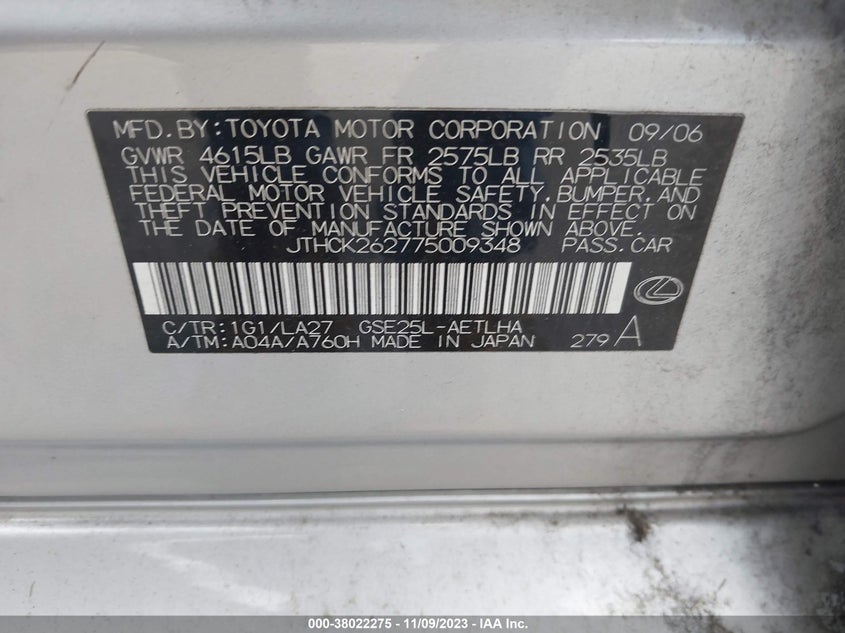 MFD.BY:TOYOTA MOTOR CORPORATION 09/06
GVWR 4615LB GAWR FR 2575LB RR 2535LB
THIS VEHICLE CONFORMS TO ALL APPLICABLE
FEDERAL MOTOR VEHICLE SAFETY,BUMPER,AND
THEFT PREVENTION STANDARDS IN EFFECT ON
THE DATE OF MANUFACTURE SHOWN ABOVE.
JTHCK262775009348 PASS.CAR
C/TR:1G1/LA27 GSE25L-AETLHA
A/TM:A04A/A760H MADE IN JAPAN 279 A
000-38022275 - 11/09/2023 - IAA Inc.